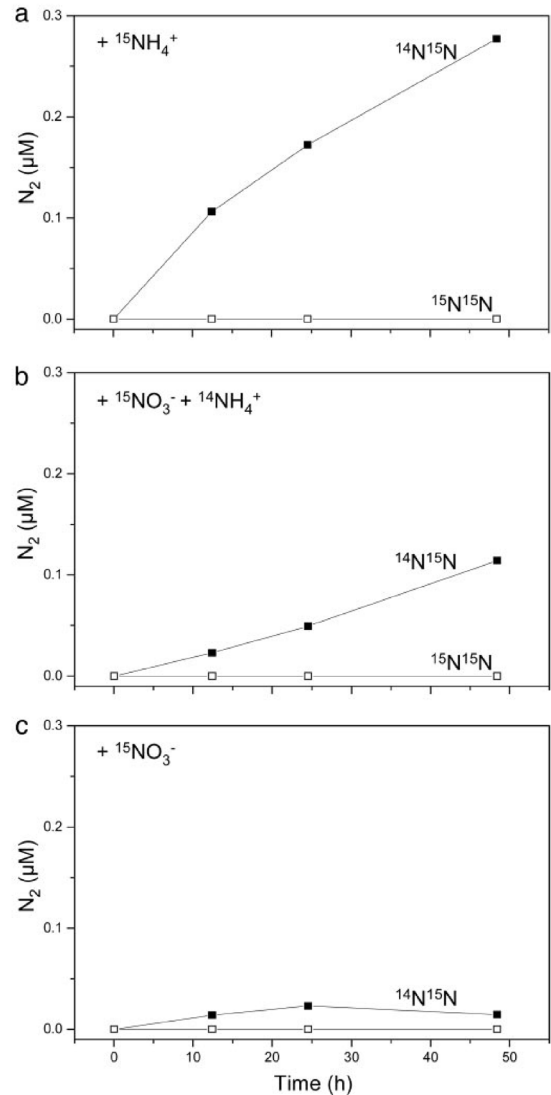 a
+ ¹⁵NH₄⁺
¹⁴N¹⁵N
¹⁵N¹⁵N
N₂ (µM)
0.3
0.2
0.1
0.0
b
+ ¹⁵NO₃⁻ + ¹⁴NH₄⁺
¹⁴N¹⁵N
¹⁵N¹⁵N
N₂ (µM)
0.3
0.2
0.1
0.0
c
+ ¹⁵NO₃⁻
¹⁴N¹⁵N
N₂ (µM)
0.3
0.2
0.1
0.0
0 10 20 30 40 50
Time (h)